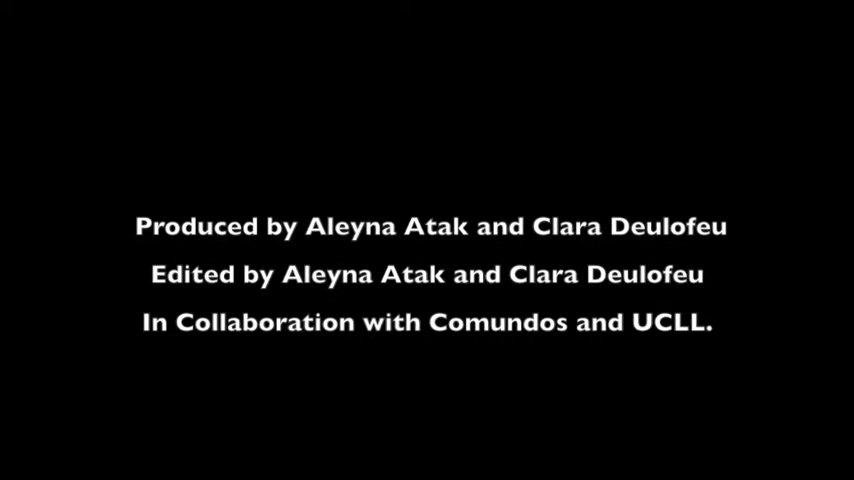 Produced by Aleyna Atak and Clara Deulofeu
Edited by Aleyna Atak and Clara Deulofeu
In Collaboration with Comundos and UCLL.